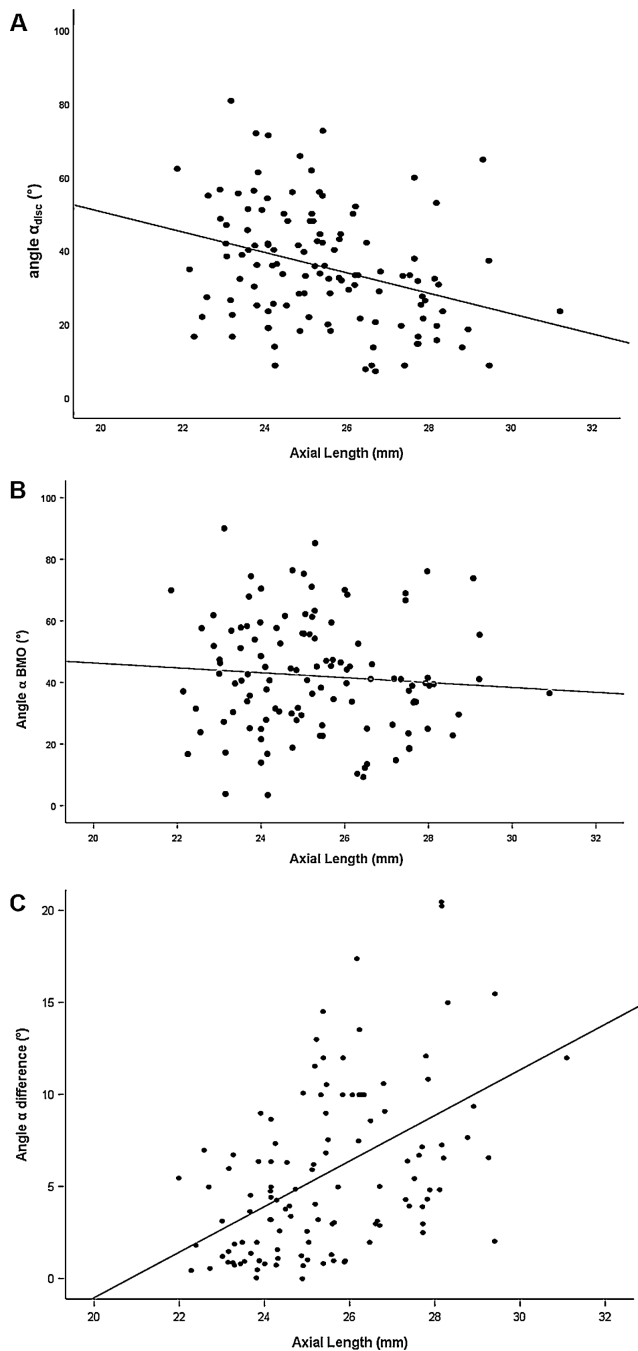 A
100
80
60
40
20
0
angle αdisc (°)
20 22 24 26 28 30 32
Axial Length (mm)
B
100
80
60
40
20
0
Angle α BMO (°)
20 22 24 26 28 30 32
Axial Length (mm)
C
20
15
10
5
0
Angle α difference (°)
20 22 24 26 28 30 32
Axial Length (mm)